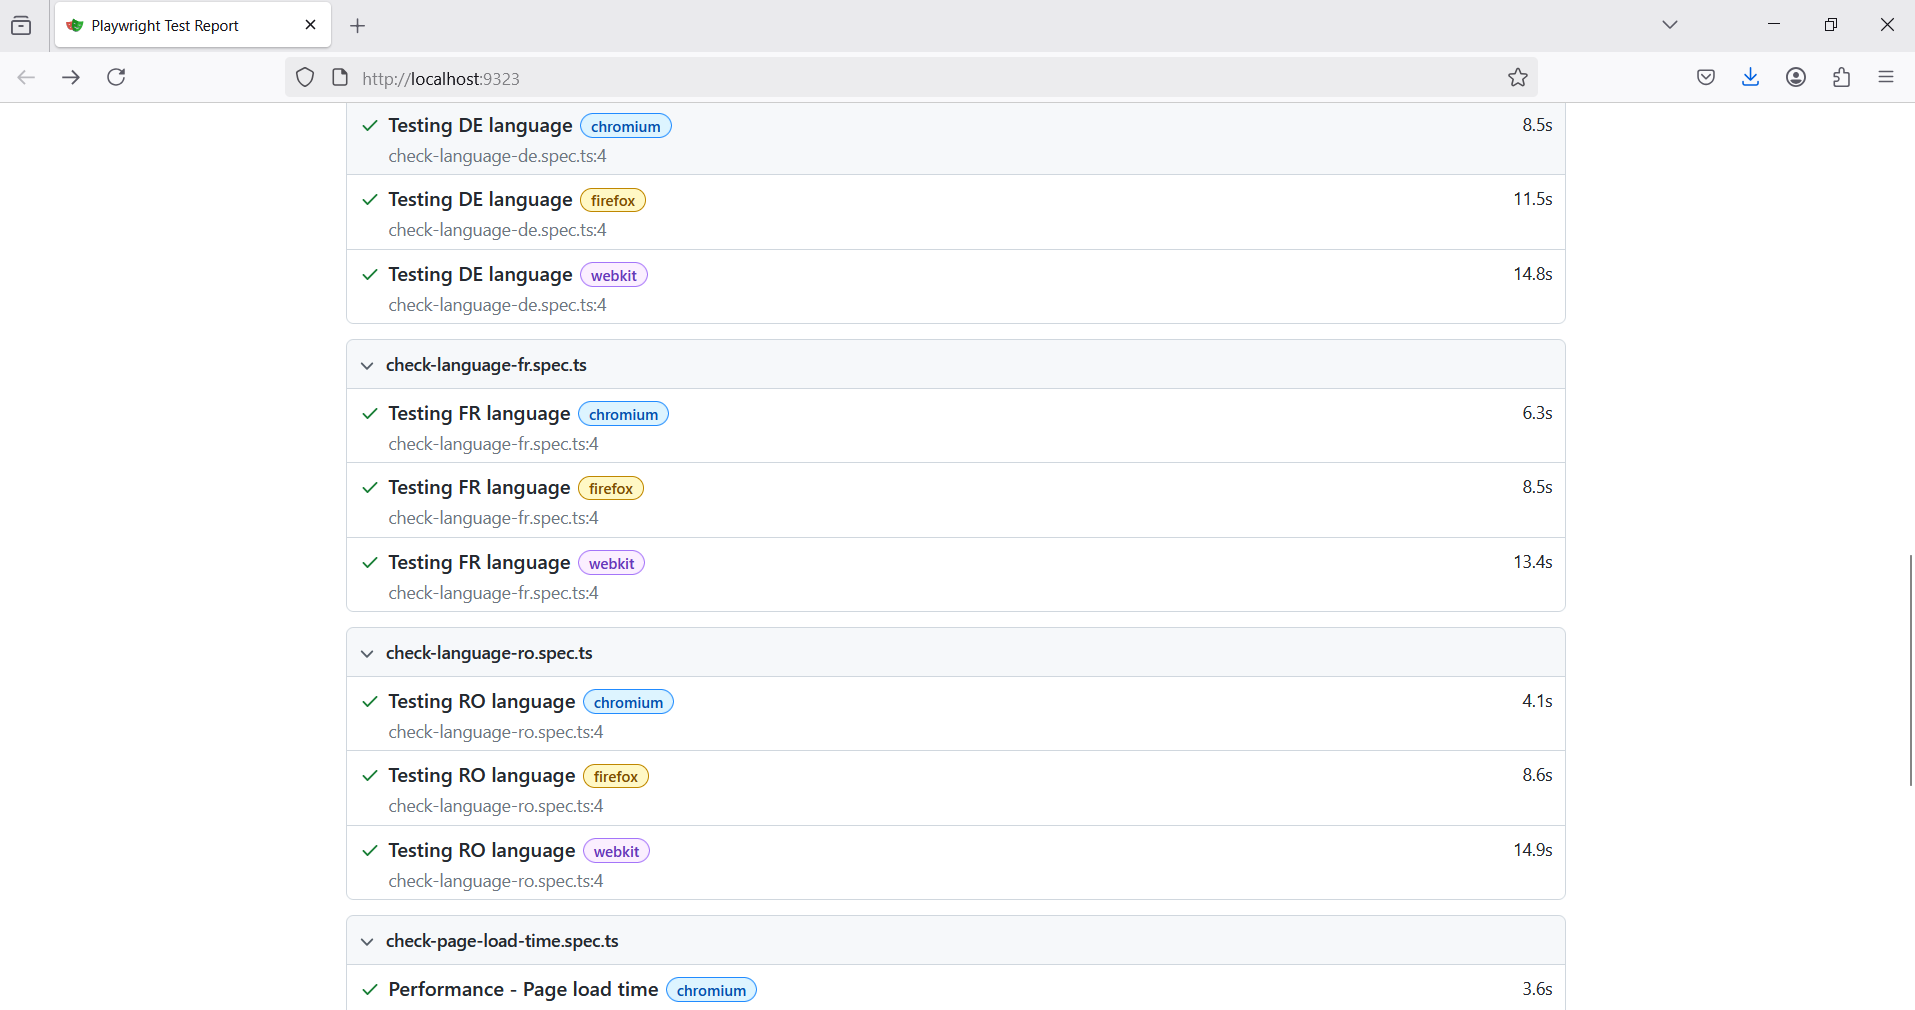 Playwright Test Report
http://localhost:9323
Testing DE language chromium 8.5s
check-language-de.spec.ts:4
Testing DE language firefox 11.5s
check-language-de.spec.ts:4
Testing DE language webkit 14.8s
check-language-de.spec.ts:4
check-language-fr.spec.ts
Testing FR language chromium 6.3s
check-language-fr.spec.ts:4
Testing FR language firefox 8.5s
check-language-fr.spec.ts:4
Testing FR language webkit 13.4s
check-language-fr.spec.ts:4
check-language-ro.spec.ts
Testing RO language chromium 4.1s
check-language-ro.spec.ts:4
Testing RO language firefox 8.6s
check-language-ro.spec.ts:4
Testing RO language webkit 14.9s
check-language-ro.spec.ts:4
check-page-load-time.spec.ts
Performance - Page load time chromium 3.6s